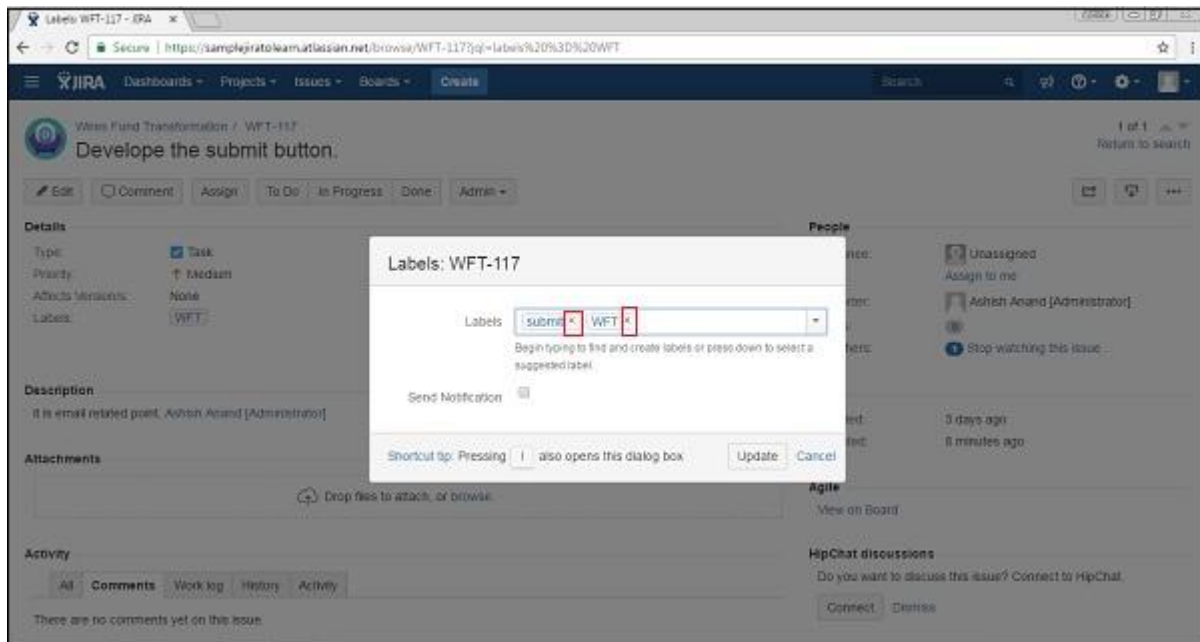 Labels: WFT-117 - JIRA
Secure | https://samplejiratolearn.atlassian.net/browse/WFT-117?jql=labels%20%3D%20WFT
JIRA Dashboards Projects Issues Boards Create Search
Wires Fund Transformation / WFT-117
1 of 1
Develope the submit button.
Return to search
Edit Comment Assign To Do In Progress Done Admin
Details
Type: Task
Priority: Medium
Affects Version/s: None
Labels: WFT
People
Unassigned
Assign to me
Ashish Anand [Administrator]
Stop watching this issue
Labels: WFT-117
Labels submit WFT
Begin typing to find and create labels or press down to select a
suggested label.
Send Notification
Shortcut tip: Pressing also opens this dialog box Update Cancel
Description
it is email related point, Ashish Anand [Administrator]
3 days ago
8 minutes ago
Attachments
Drop files to attach, or browse.
Agile
View on Board
Activity
All Comments Work log History Activity
There are no comments yet on this issue.
HipChat discussions
Do you want to discuss this issue? Connect to HipChat.
Connect Dismiss